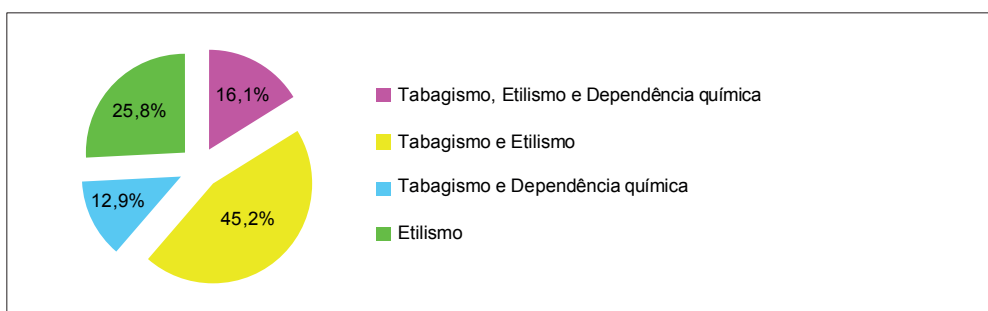 16,1%
25,8%
12,9%
45,2%
Tabagismo, Etilismo e Dependência química
Tabagismo e Etilismo
Tabagismo e Dependência química
Etilismo